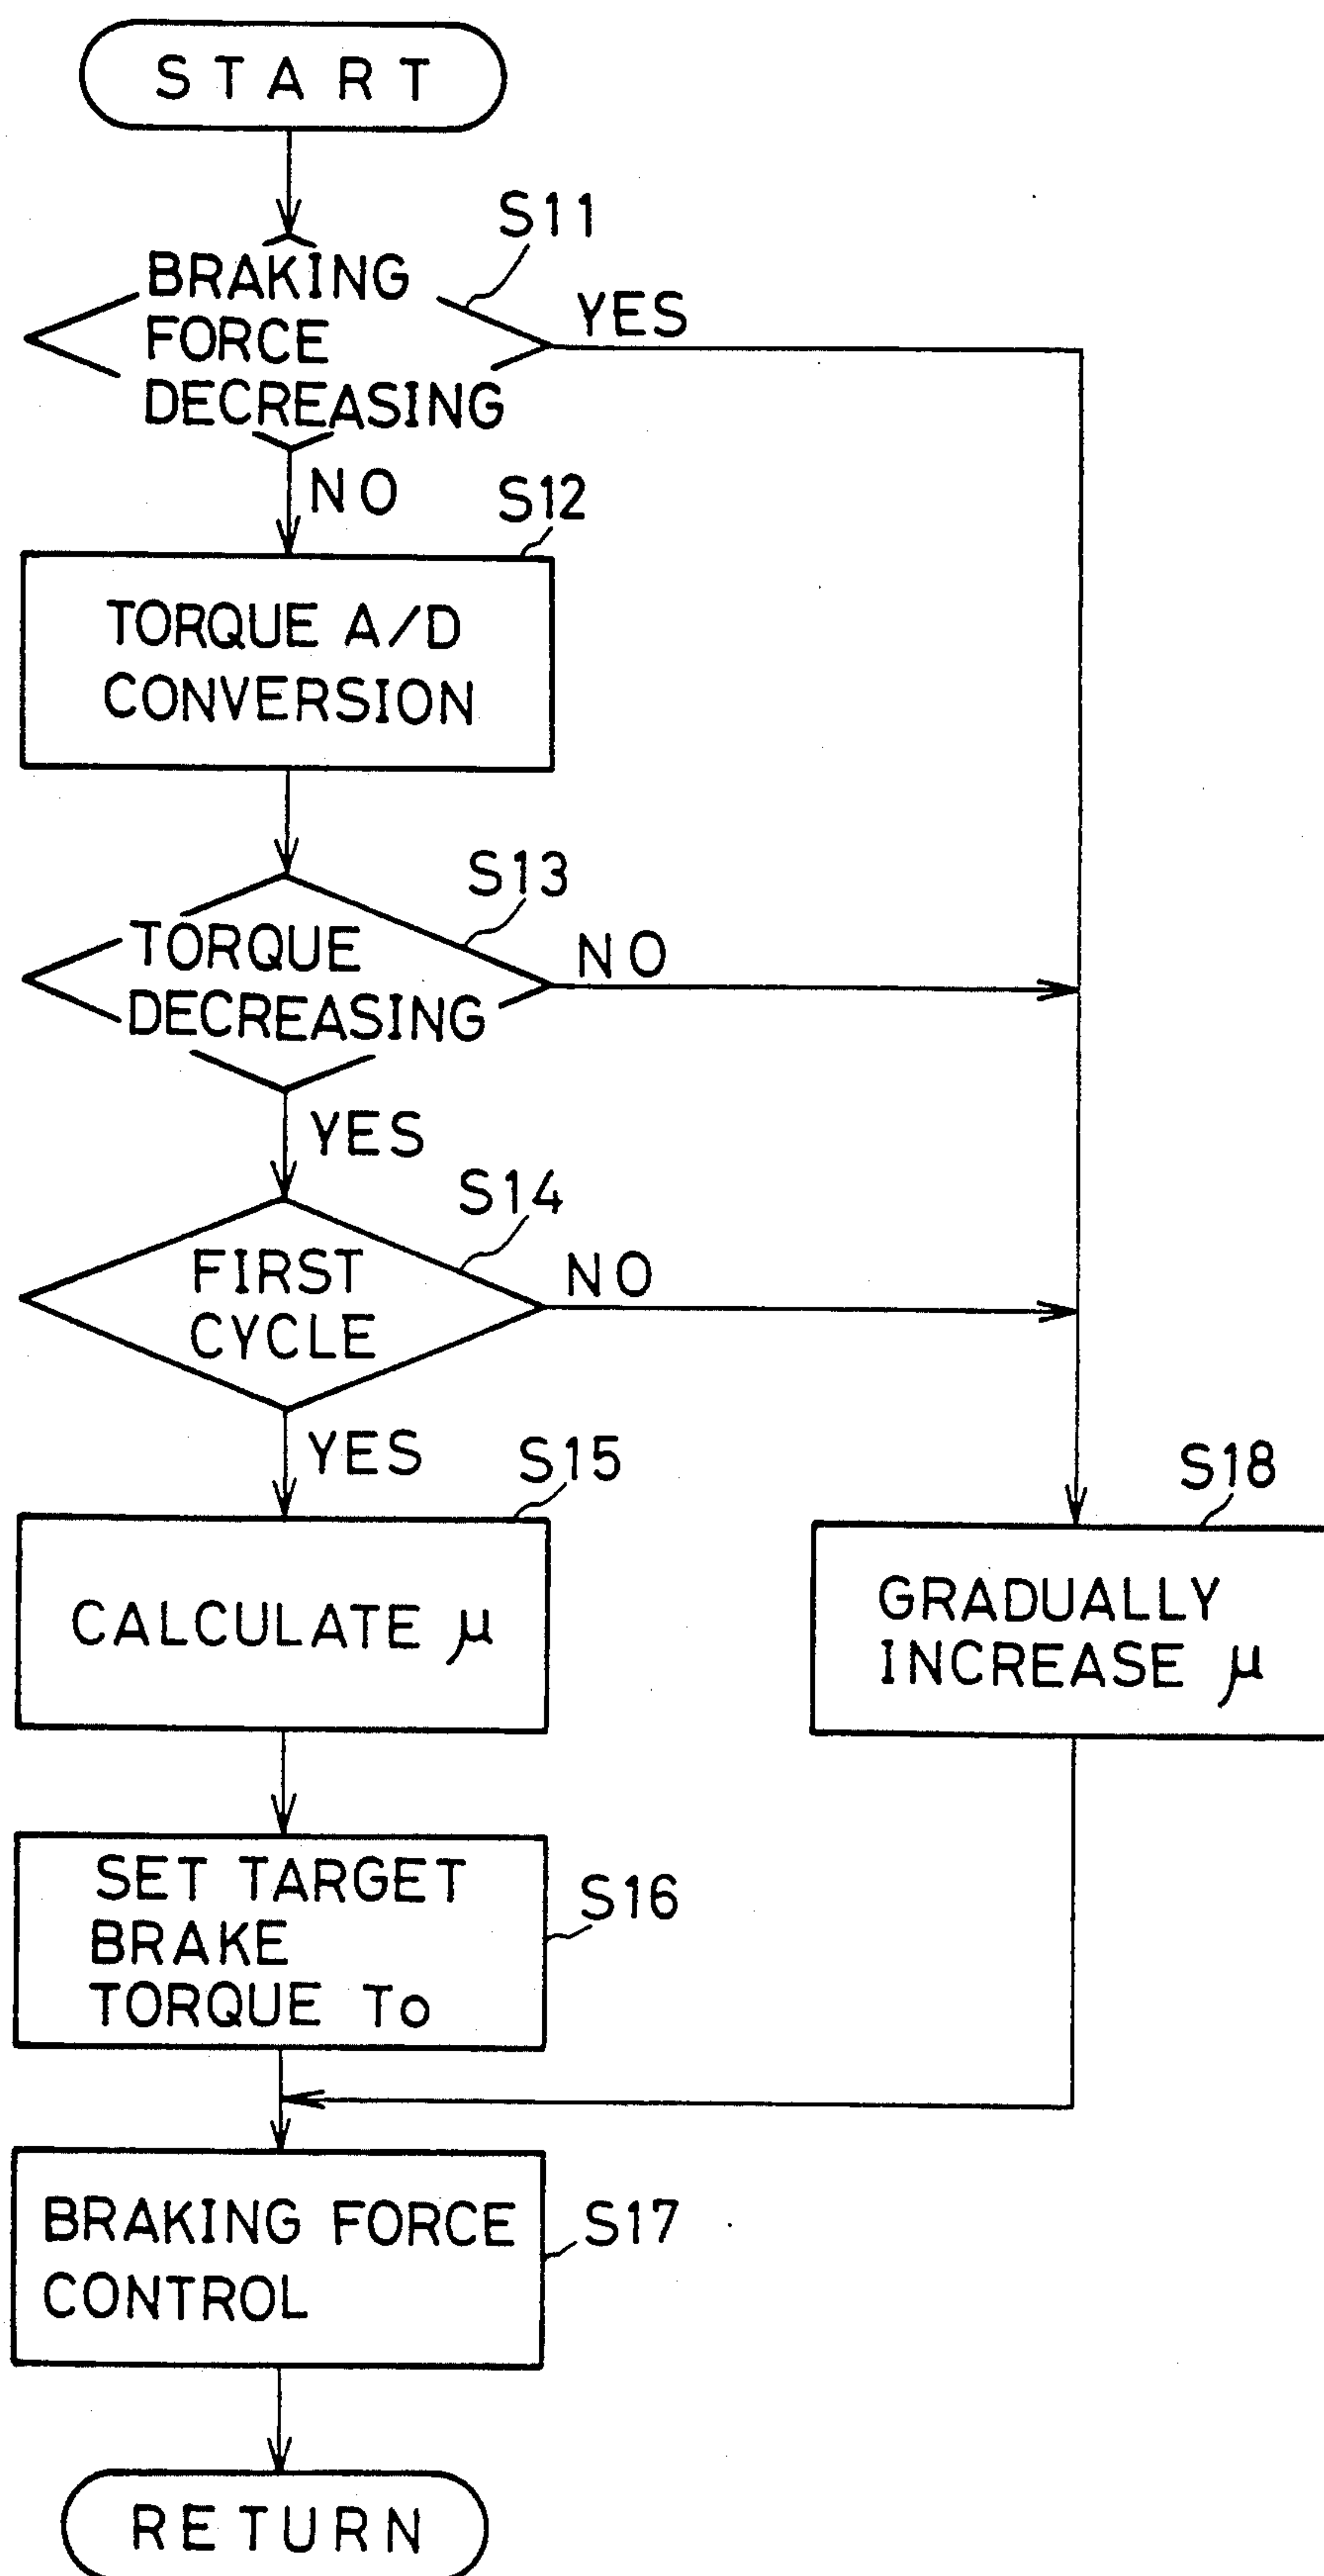 START
S11
BRAKING
FORCE
DECREASING
YES
NO
S12
TORQUE A/D
CONVERSION
S13
TORQUE
DECREASING
NO
YES
S14
FIRST
CYCLE
NO
YES
S15
CALCULATE μ
S18
GRADUALLY
INCREASE μ
SET TARGET
BRAKE
TORQUE To
S16
BRAKING FORCE
CONTROL
S17
RETURN